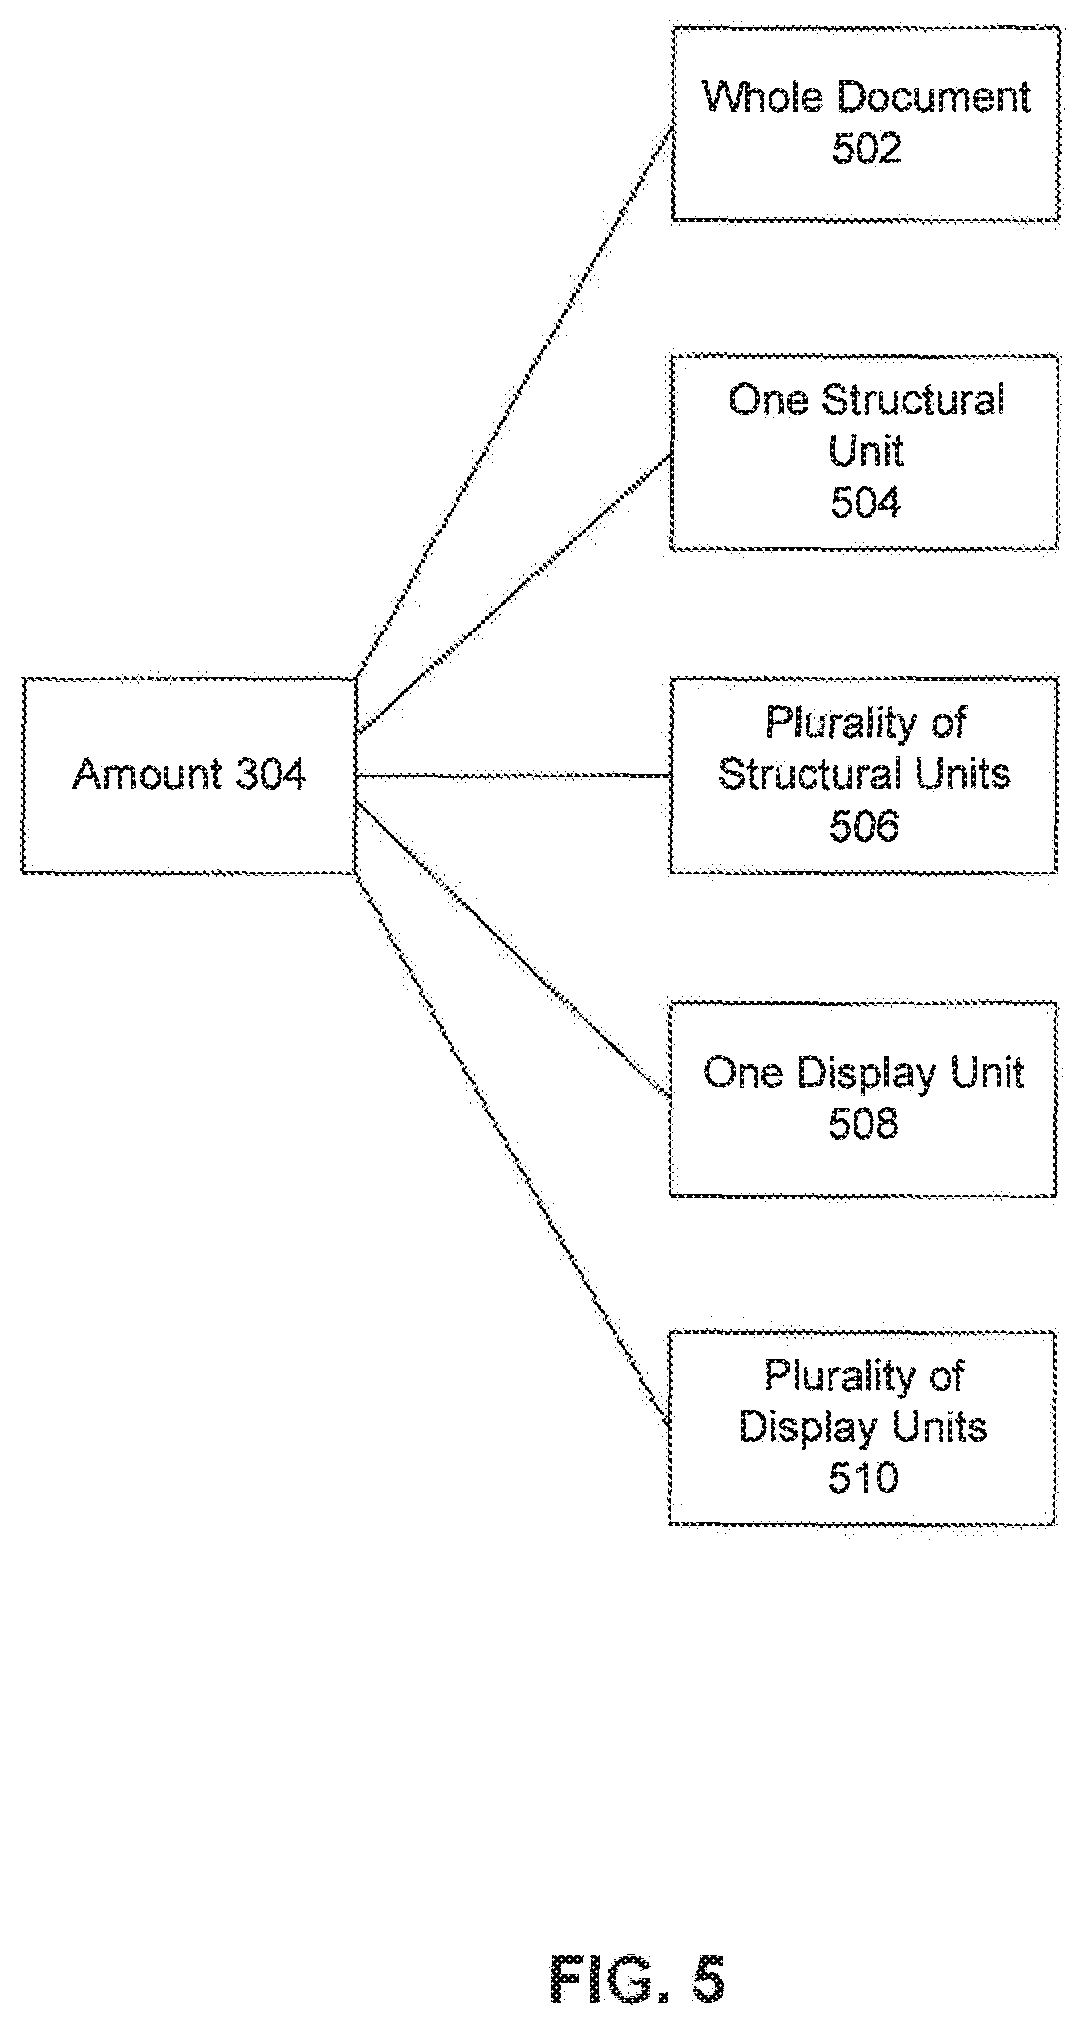 Whole Document
502
One Structural
Unit
504
Amount 304
Plurality of
Structural Units
506
One Display Unit
508
Plurality of
Display Units
510
FIG. 5